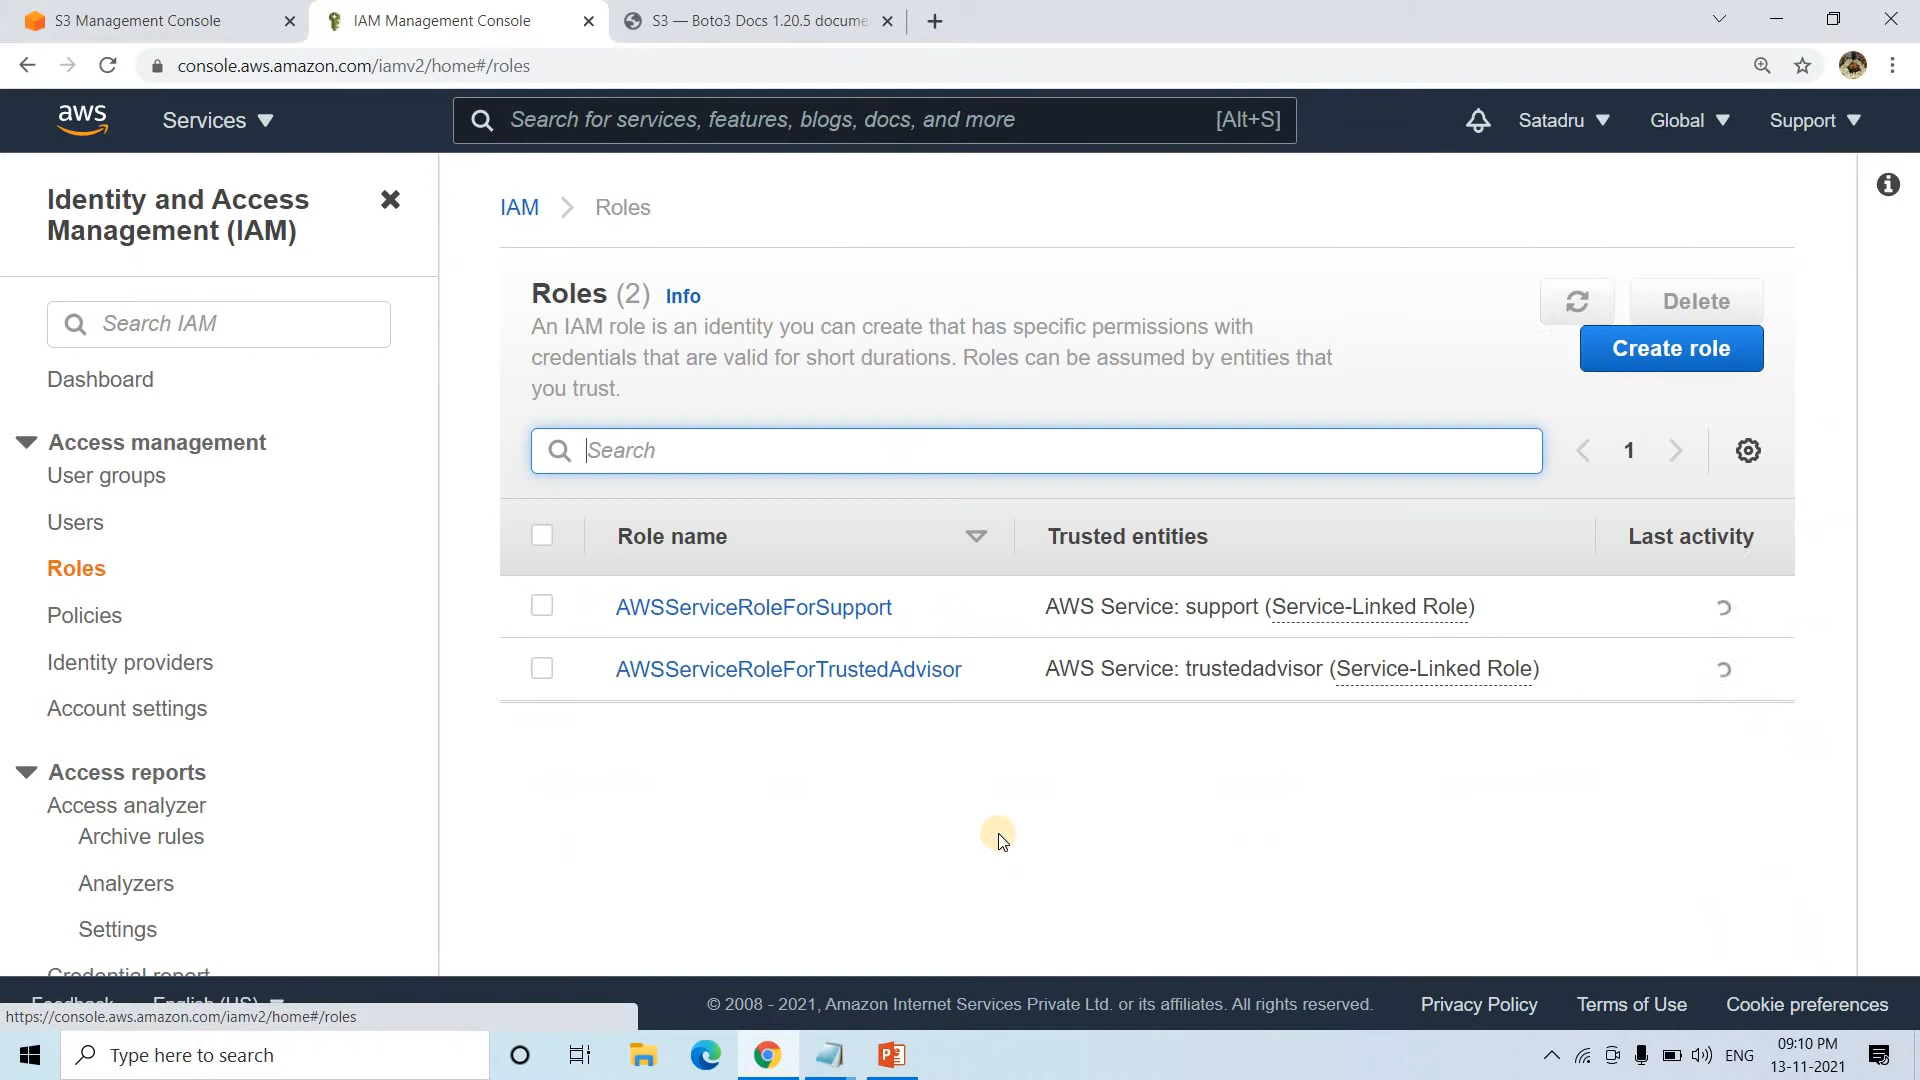 S3 Management Console
IAM Management Console
S3 — Boto3 Docs 1.20.5 docume
console.aws.amazon.com/iamv2/home#/roles
aws
Services
Search for services, features, blogs, docs, and more
[Alt+S]
Satadru
Global
Support
Identity and Access
Management (IAM)
Search IAM
Dashboard
Access management
User groups
Users
Roles
Policies
Identity providers
Account settings
Access reports
Access analyzer
Archive rules
Analyzers
Settings
Credential report
IAM
Roles
Roles (2) Info
An IAM role is an identity you can create that has specific permissions with
credentials that are valid for short durations. Roles can be assumed by entities that
you trust.
Delete
Create role
Search
1
Role name
Trusted entities
Last activity
AWSServiceRoleForSupport
AWS Service: support (Service-Linked Role)
AWSServiceRoleForTrustedAdvisor
AWS Service: trustedadvisor (Service-Linked Role)
Feedback
English (US)
© 2008 - 2021, Amazon Internet Services Private Ltd. or its affiliates. All rights reserved.
Privacy Policy
Terms of Use
Cookie preferences
https://console.aws.amazon.com/iamv2/home#/roles
Type here to search
ENG
09:10 PM
13-11-2021